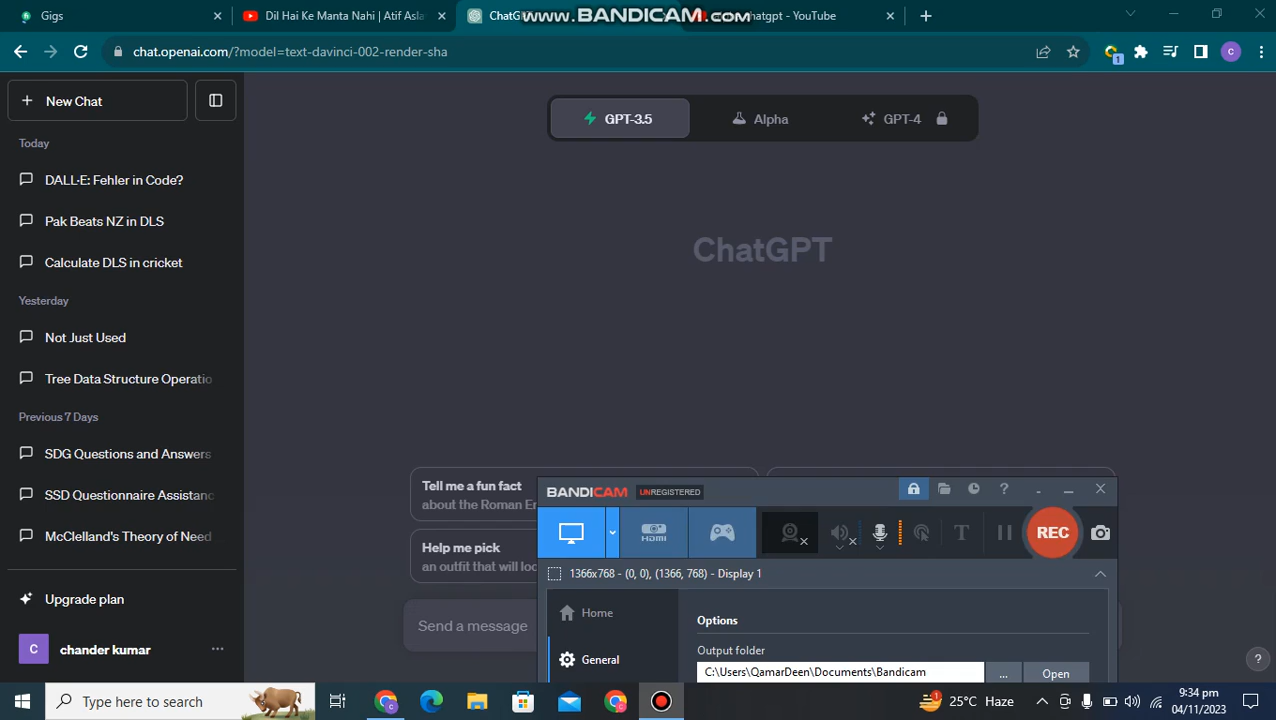 Gigs
Dil Hai Ke Manta Nahi | Atif Asla
ChatG
www.BANDICAM.com
hatgpt - YouTube
chat.openai.com/?model=text-davinci-002-render-sha
1
C
New Chat
GPT-3.5
Alpha
GPT-4
Today
DALL·E: Fehler in Code?
Pak Beats NZ in DLS
ChatGPT
Calculate DLS in cricket
Yesterday
Not Just Used
Tree Data Structure Operatio
Previous 7 Days
SDG Questions and Answers
Tell me a fun fact
about the Roman Em
SSD Questionnaire Assistanc
McClelland's Theory of Need
Help me pick
an outfit that will loo
BANDICAM UNREGISTERED
HDMI
T
REC
1366x768 - (0, 0), (1366, 768) - Display 1
Upgrade plan
Home
Options
Send a message
C
chander kumar
Output folder
General
C:\Users\QamarDeen\Documents\Bandicam
...
Open
Type here to search
1
25°C Haze
9:34 pm
04/11/2023